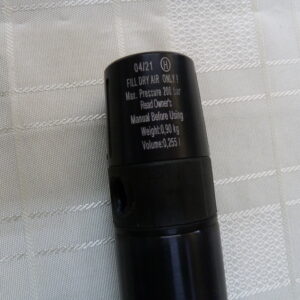 04/21 H
FILL DRY AIR ONLY !
Max. Pressure 200 bar
Read Owner's
Manual Before Using
Weight:0,90 kg
Volume:0,255 l